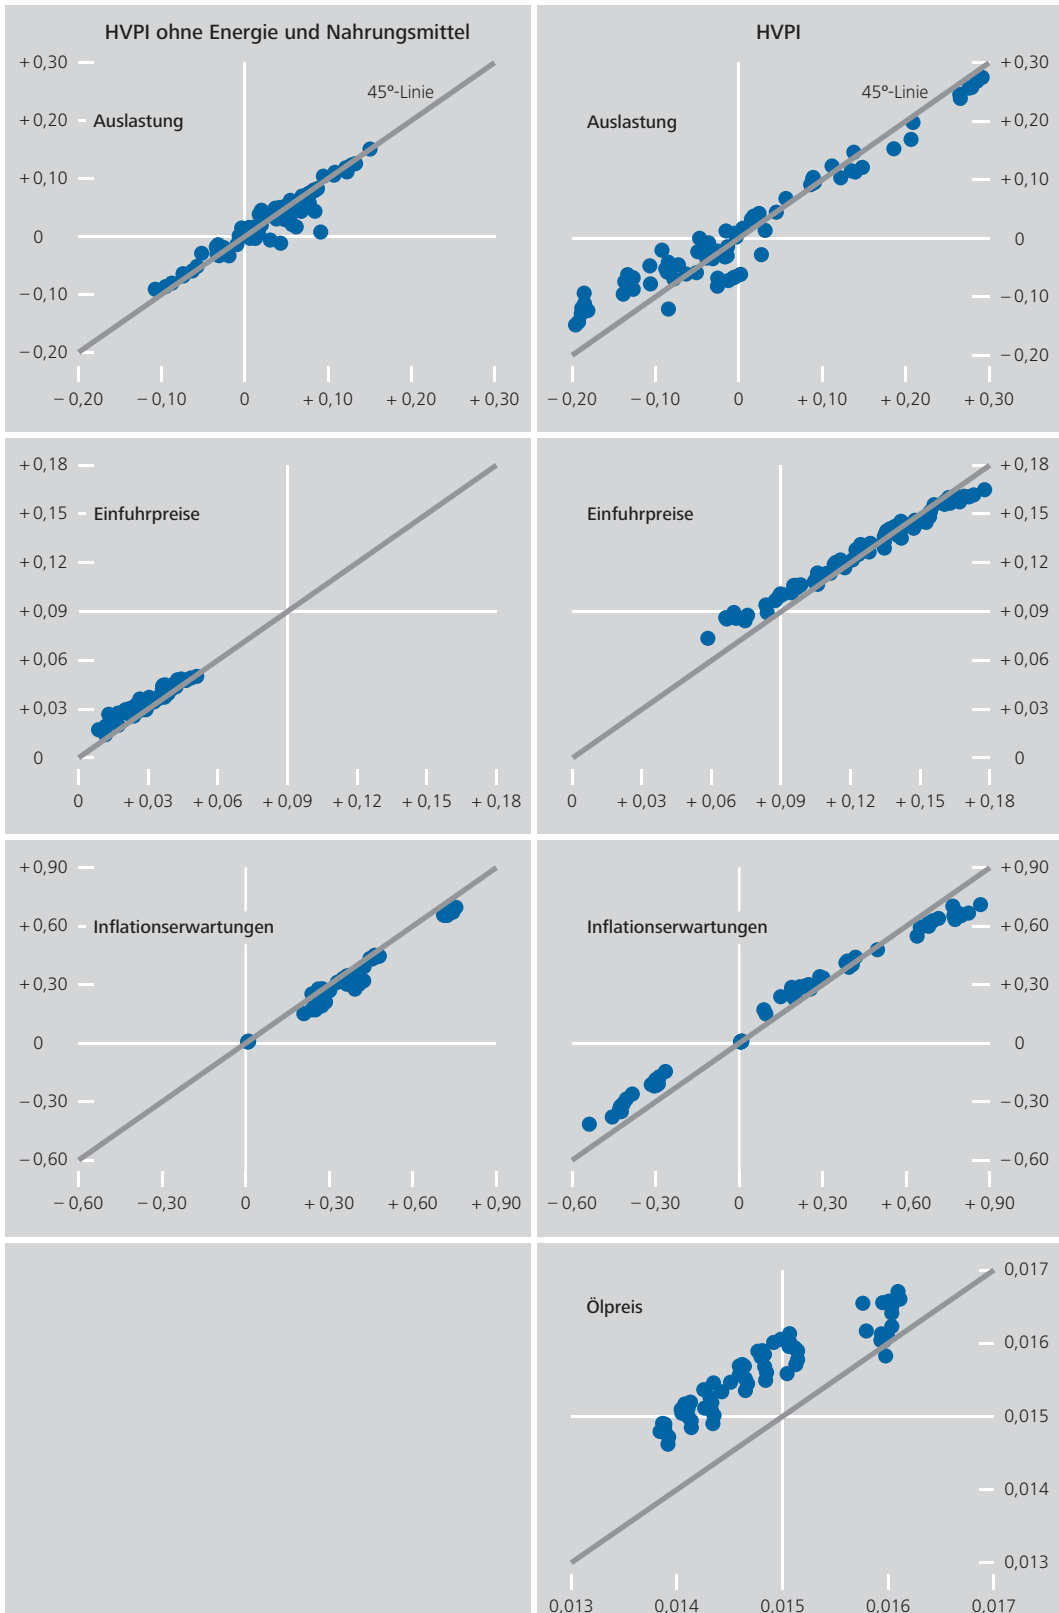 HVPI ohne Energie und Nahrungsmittel
+0,30
45°-Linie
+0,20
Auslastung
+0,10
0
−0,10
−0,20
−0,20 −0,10 0 +0,10 +0,20 +0,30
HVPI
+0,30
45°-Linie
Auslastung
+0,20
+0,10
0
−0,10
−0,20
−0,20 −0,10 0 +0,10 +0,20 +0,30
+0,18
+0,15
Einfuhrpreise
+0,12
+0,09
+0,06
+0,03
0
0 +0,03 +0,06 +0,09 +0,12 +0,15 +0,18
+0,18
Einfuhrpreise
+0,15
+0,12
+0,09
+0,06
+0,03
0
0 +0,03 +0,06 +0,09 +0,12 +0,15 +0,18
+0,90
+0,60
Inflationserwartungen
+0,30
0
−0,30
−0,60
−0,60 −0,30 0 +0,30 +0,60 +0,90
+0,90
Inflationserwartungen
+0,60
+0,30
0
−0,30
−0,60
−0,60 −0,30 0 +0,30 +0,60 +0,90
0,017
Ölpreis
0,016
0,015
0,014
0,013
0,013 0,014 0,015 0,016 0,017